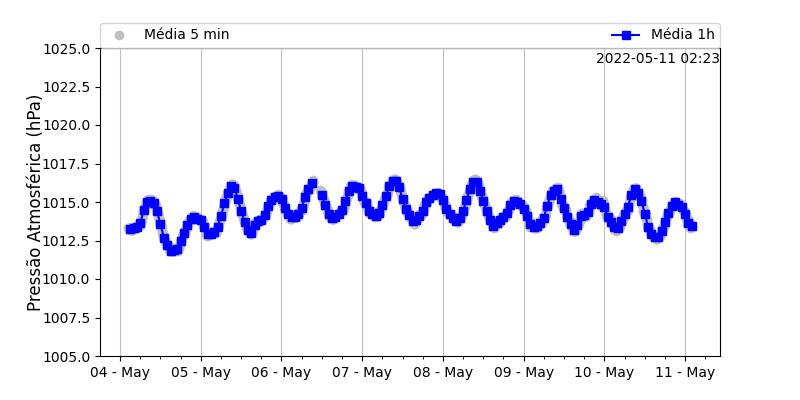 Média 5 min
Média 1h
2022-05-11 02:23
Pressão Atmosférica (hPa)
1025.0
1022.5
1020.0
1017.5
1015.0
1012.5
1010.0
1007.5
1005.0
04 - May 05 - May 06 - May 07 - May 08 - May 09 - May 10 - May 11 - May